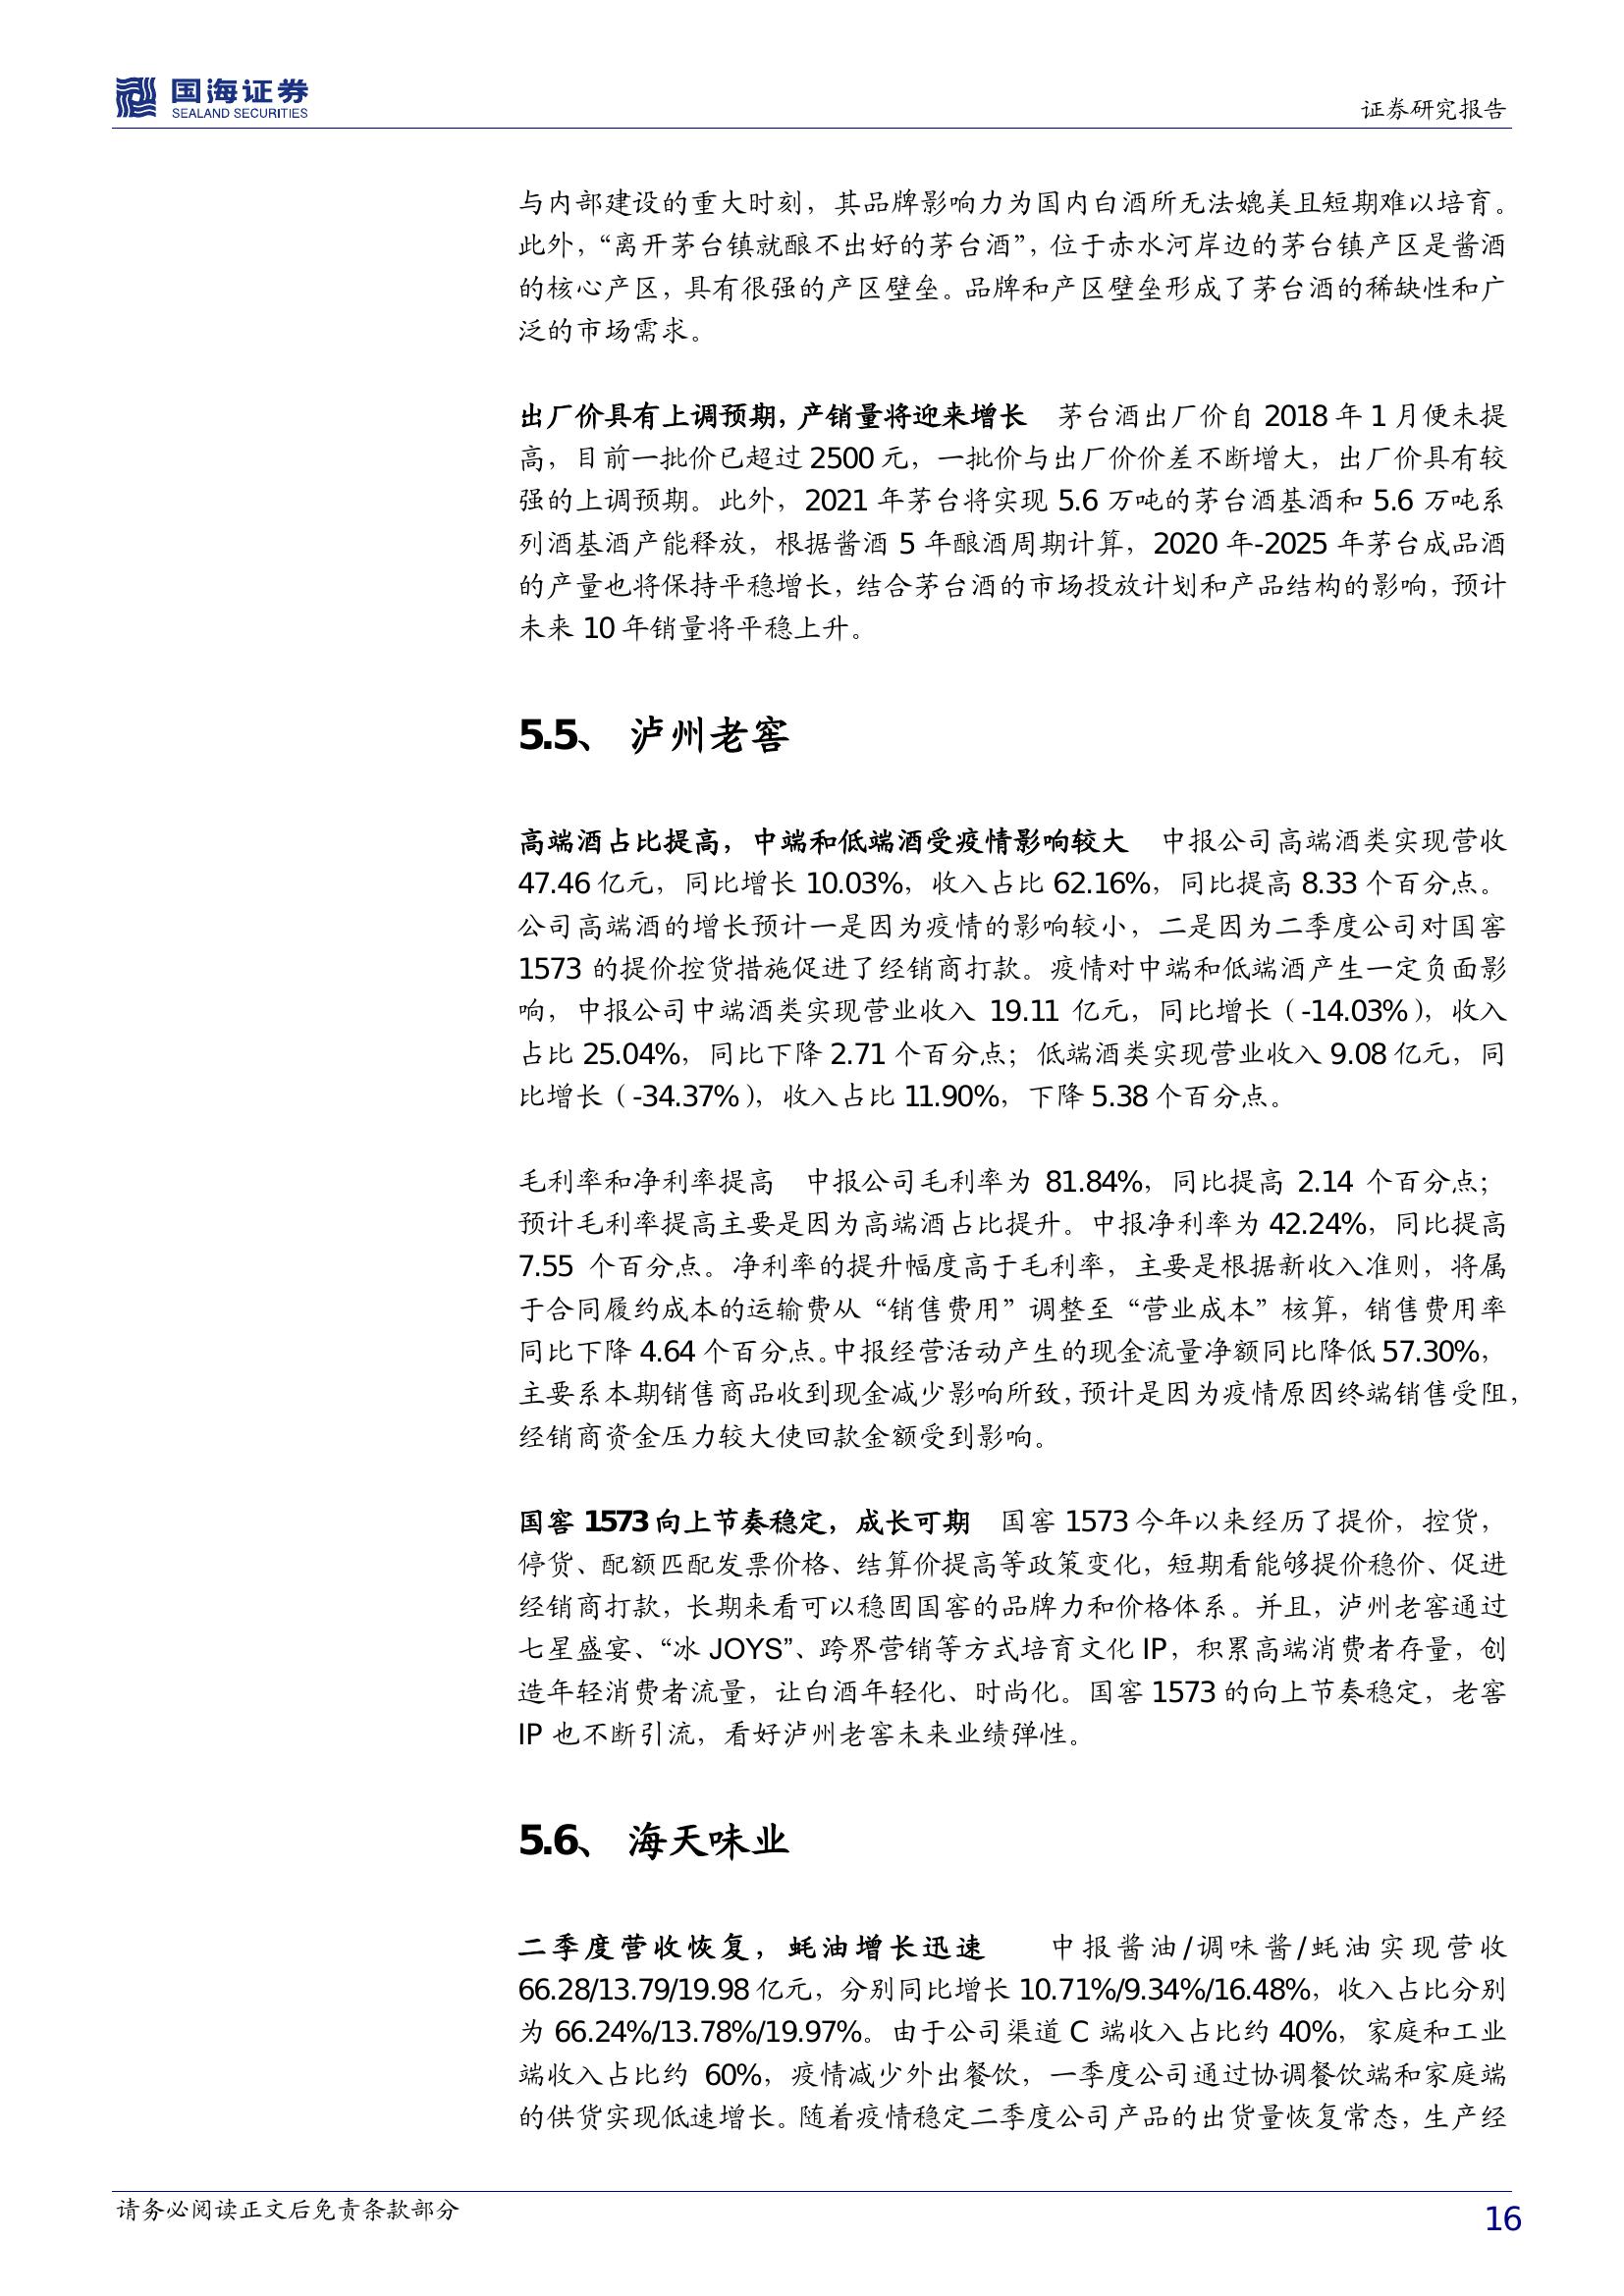 国海证券
SEALAND SECURITIES
证券研究报告
与内部建设的重大时刻，其品牌影响力为国内白酒所无法媲美且短期难以培育。
此外，“离开茅台镇就酿不出好的茅台酒”，位于赤水河岸边的茅台镇产区是酱酒
的核心产区，具有很强的产区壁垒。品牌和产区壁垒形成了茅台酒的稀缺性和广
泛的市场需求。
出厂价具有上调预期，产销量将迎来增长 茅台酒出厂价自 2018 年 1 月便未提
高，目前一批价已超过 2500 元，一批价与出厂价价差不断增大，出厂价具有较
强的上调预期。此外，2021 年茅台将实现 5.6 万吨的茅台酒基酒和 5.6 万吨系
列酒基酒产能释放，根据酱酒 5 年酿酒周期计算，2020 年-2025 年茅台成品酒
的产量也将保持平稳增长，结合茅台酒的市场投放计划和产品结构的影响，预计
未来 10 年销量将平稳上升。
5.5、 泸州老窖
高端酒占比提高，中端和低端酒受疫情影响较大 中报公司高端酒类实现营收
47.46 亿元，同比增长 10.03%，收入占比 62.16%，同比提高 8.33 个百分点。
公司高端酒的增长预计一是因为疫情的影响较小，二是因为二季度公司对国窖
1573 的提价控货措施促进了经销商打款。疫情对中端和低端酒产生一定负面影
响，中报公司中端酒类实现营业收入 19.11 亿元，同比增长（-14.03%），收入
占比 25.04%，同比下降 2.71 个百分点；低端酒类实现营业收入 9.08 亿元，同
比增长（-34.37%），收入占比 11.90%，下降 5.38 个百分点。
毛利率和净利率提高 中报公司毛利率为 81.84%，同比提高 2.14 个百分点；
预计毛利率提高主要是因为高端酒占比提升。中报净利率为 42.24%，同比提高
7.55 个百分点。净利率的提升幅度高于毛利率，主要是根据新收入准则，将属
于合同履约成本的运输费从“销售费用”调整至“营业成本”核算，销售费用率
同比下降 4.64 个百分点。中报经营活动产生的现金流量净额同比降低 57.30%，
主要系本期销售商品收到现金减少影响所致，预计是因为疫情原因终端销售受阻，
经销商资金压力较大使回款金额受到影响。
国窖 1573 向上节奏稳定，成长可期 国窖 1573 今年以来经历了提价，控货，
停货、配额匹配发票价格、结算价提高等政策变化，短期看能够提价稳价、促进
经销商打款，长期来看可以稳固国窖的品牌力和价格体系。并且，泸州老窖通过
七星盛宴、“冰 JOYS”、跨界营销等方式培育文化 IP，积累高端消费者存量，创
造年轻消费者流量，让白酒年轻化、时尚化。国窖 1573 的向上节奏稳定，老窖
IP 也不断引流，看好泸州老窖未来业绩弹性。
5.6、 海天味业
二季度营收恢复，蚝油增长迅速 中报酱油/调味酱/蚝油实现营收
66.28/13.79/19.98 亿元，分别同比增长 10.71%/9.34%/16.48%，收入占比分别
为 66.24%/13.78%/19.97%。由于公司渠道 C 端收入占比约 40%，家庭和工业
端收入占比约 60%，疫情减少外出餐饮，一季度公司通过协调餐饮端和家庭端
的供货实现低速增长。随着疫情稳定二季度公司产品的出货量恢复常态，生产经
请务必阅读正文后免责条款部分
16